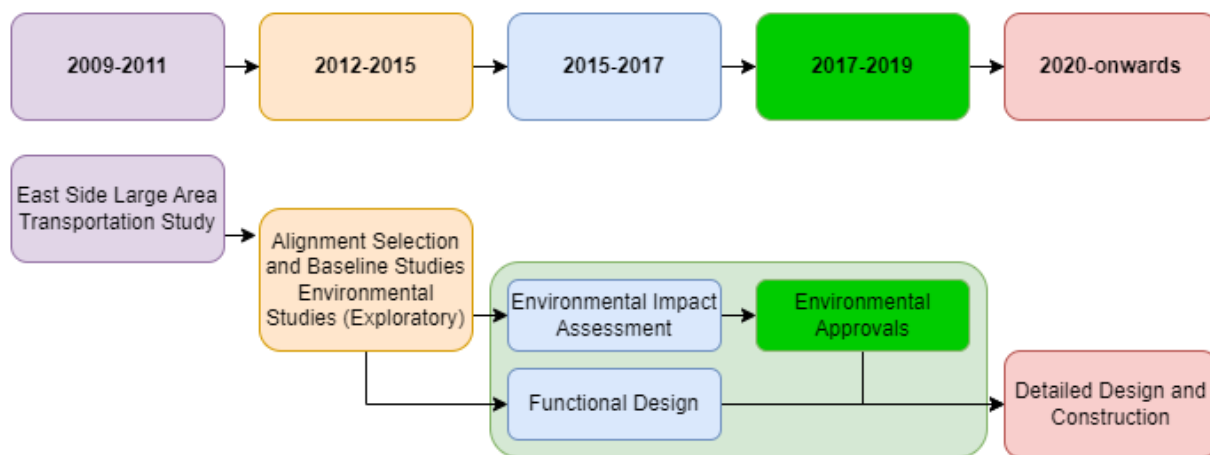 2009-2011
2012-2015
2015-2017
2017-2019
2020-onwards
East Side Large Area
Transportation Study
Alignment Selection
and Baseline Studies
Environmental
Studies (Exploratory)
Environmental Impact
Assessment
Environmental
Approvals
Functional Design
Detailed Design and
Construction